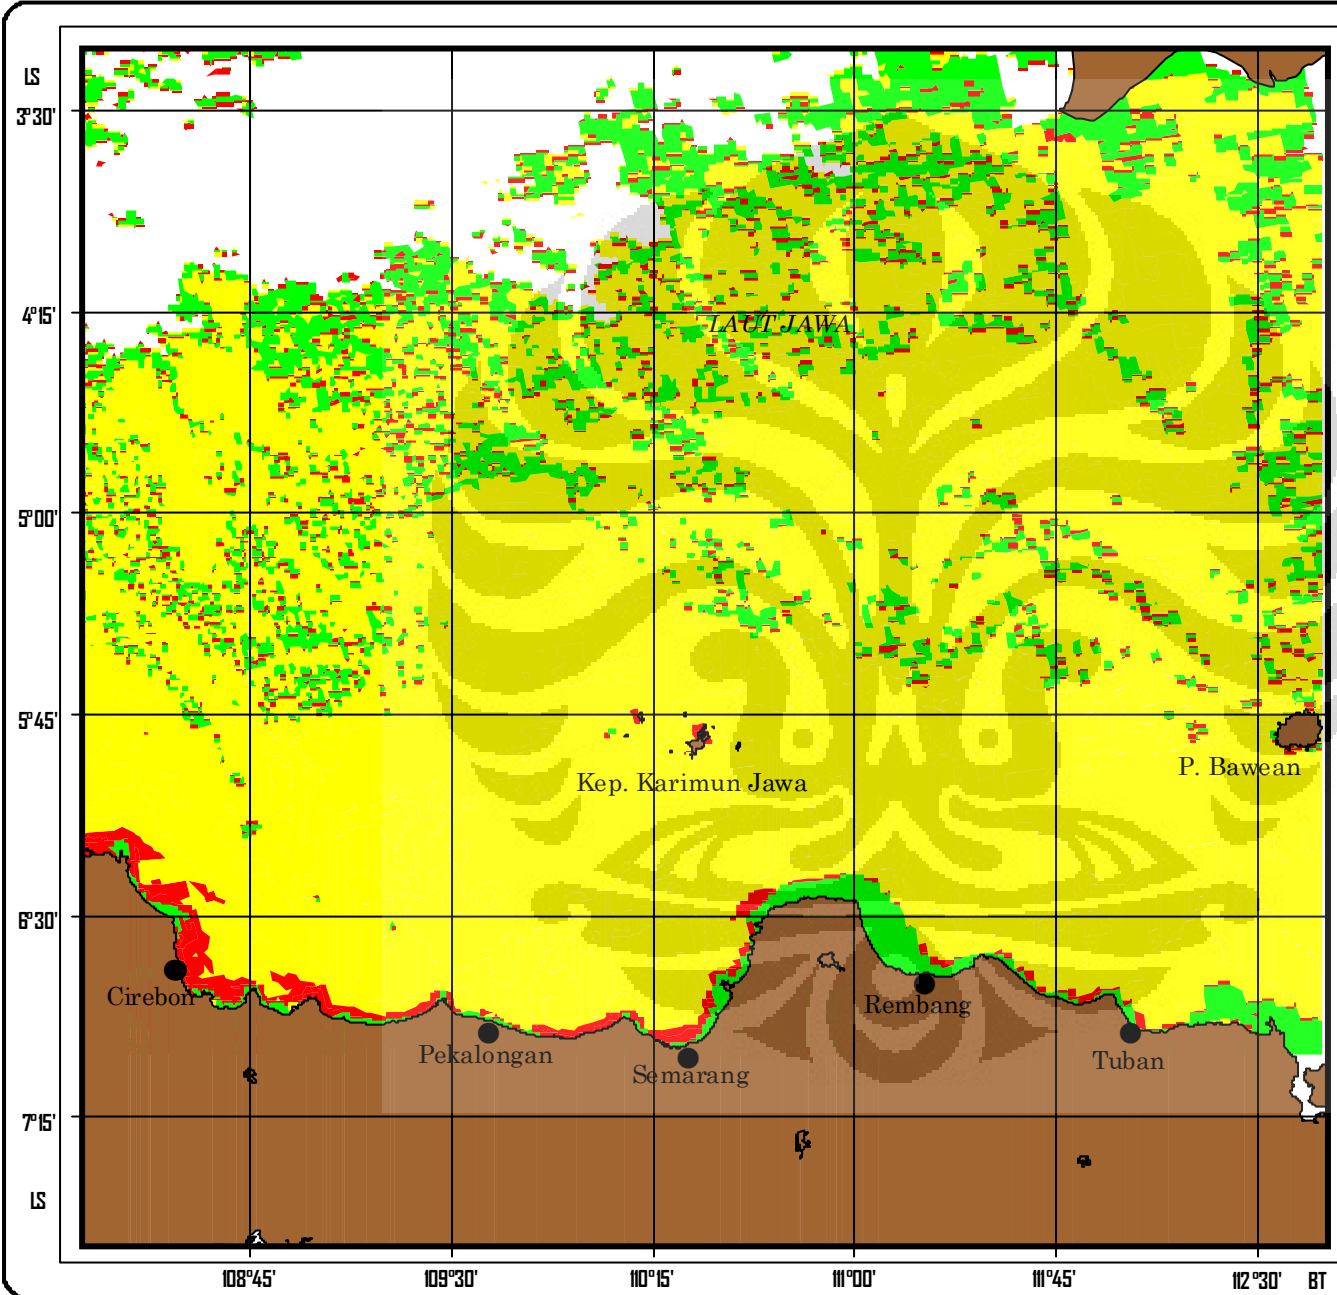 LS
3°30'
4°15'
LAUT JAWA
5°00'
5°45'
P. Bawean
Kep. Karimun Jawa
6°30'
Cirebon
Rembang
Pekalongan
Tuban
Semarang
7°15'
LS
108°45' 109°30' 110°15' 111°00' 111°45' 112°30' BT